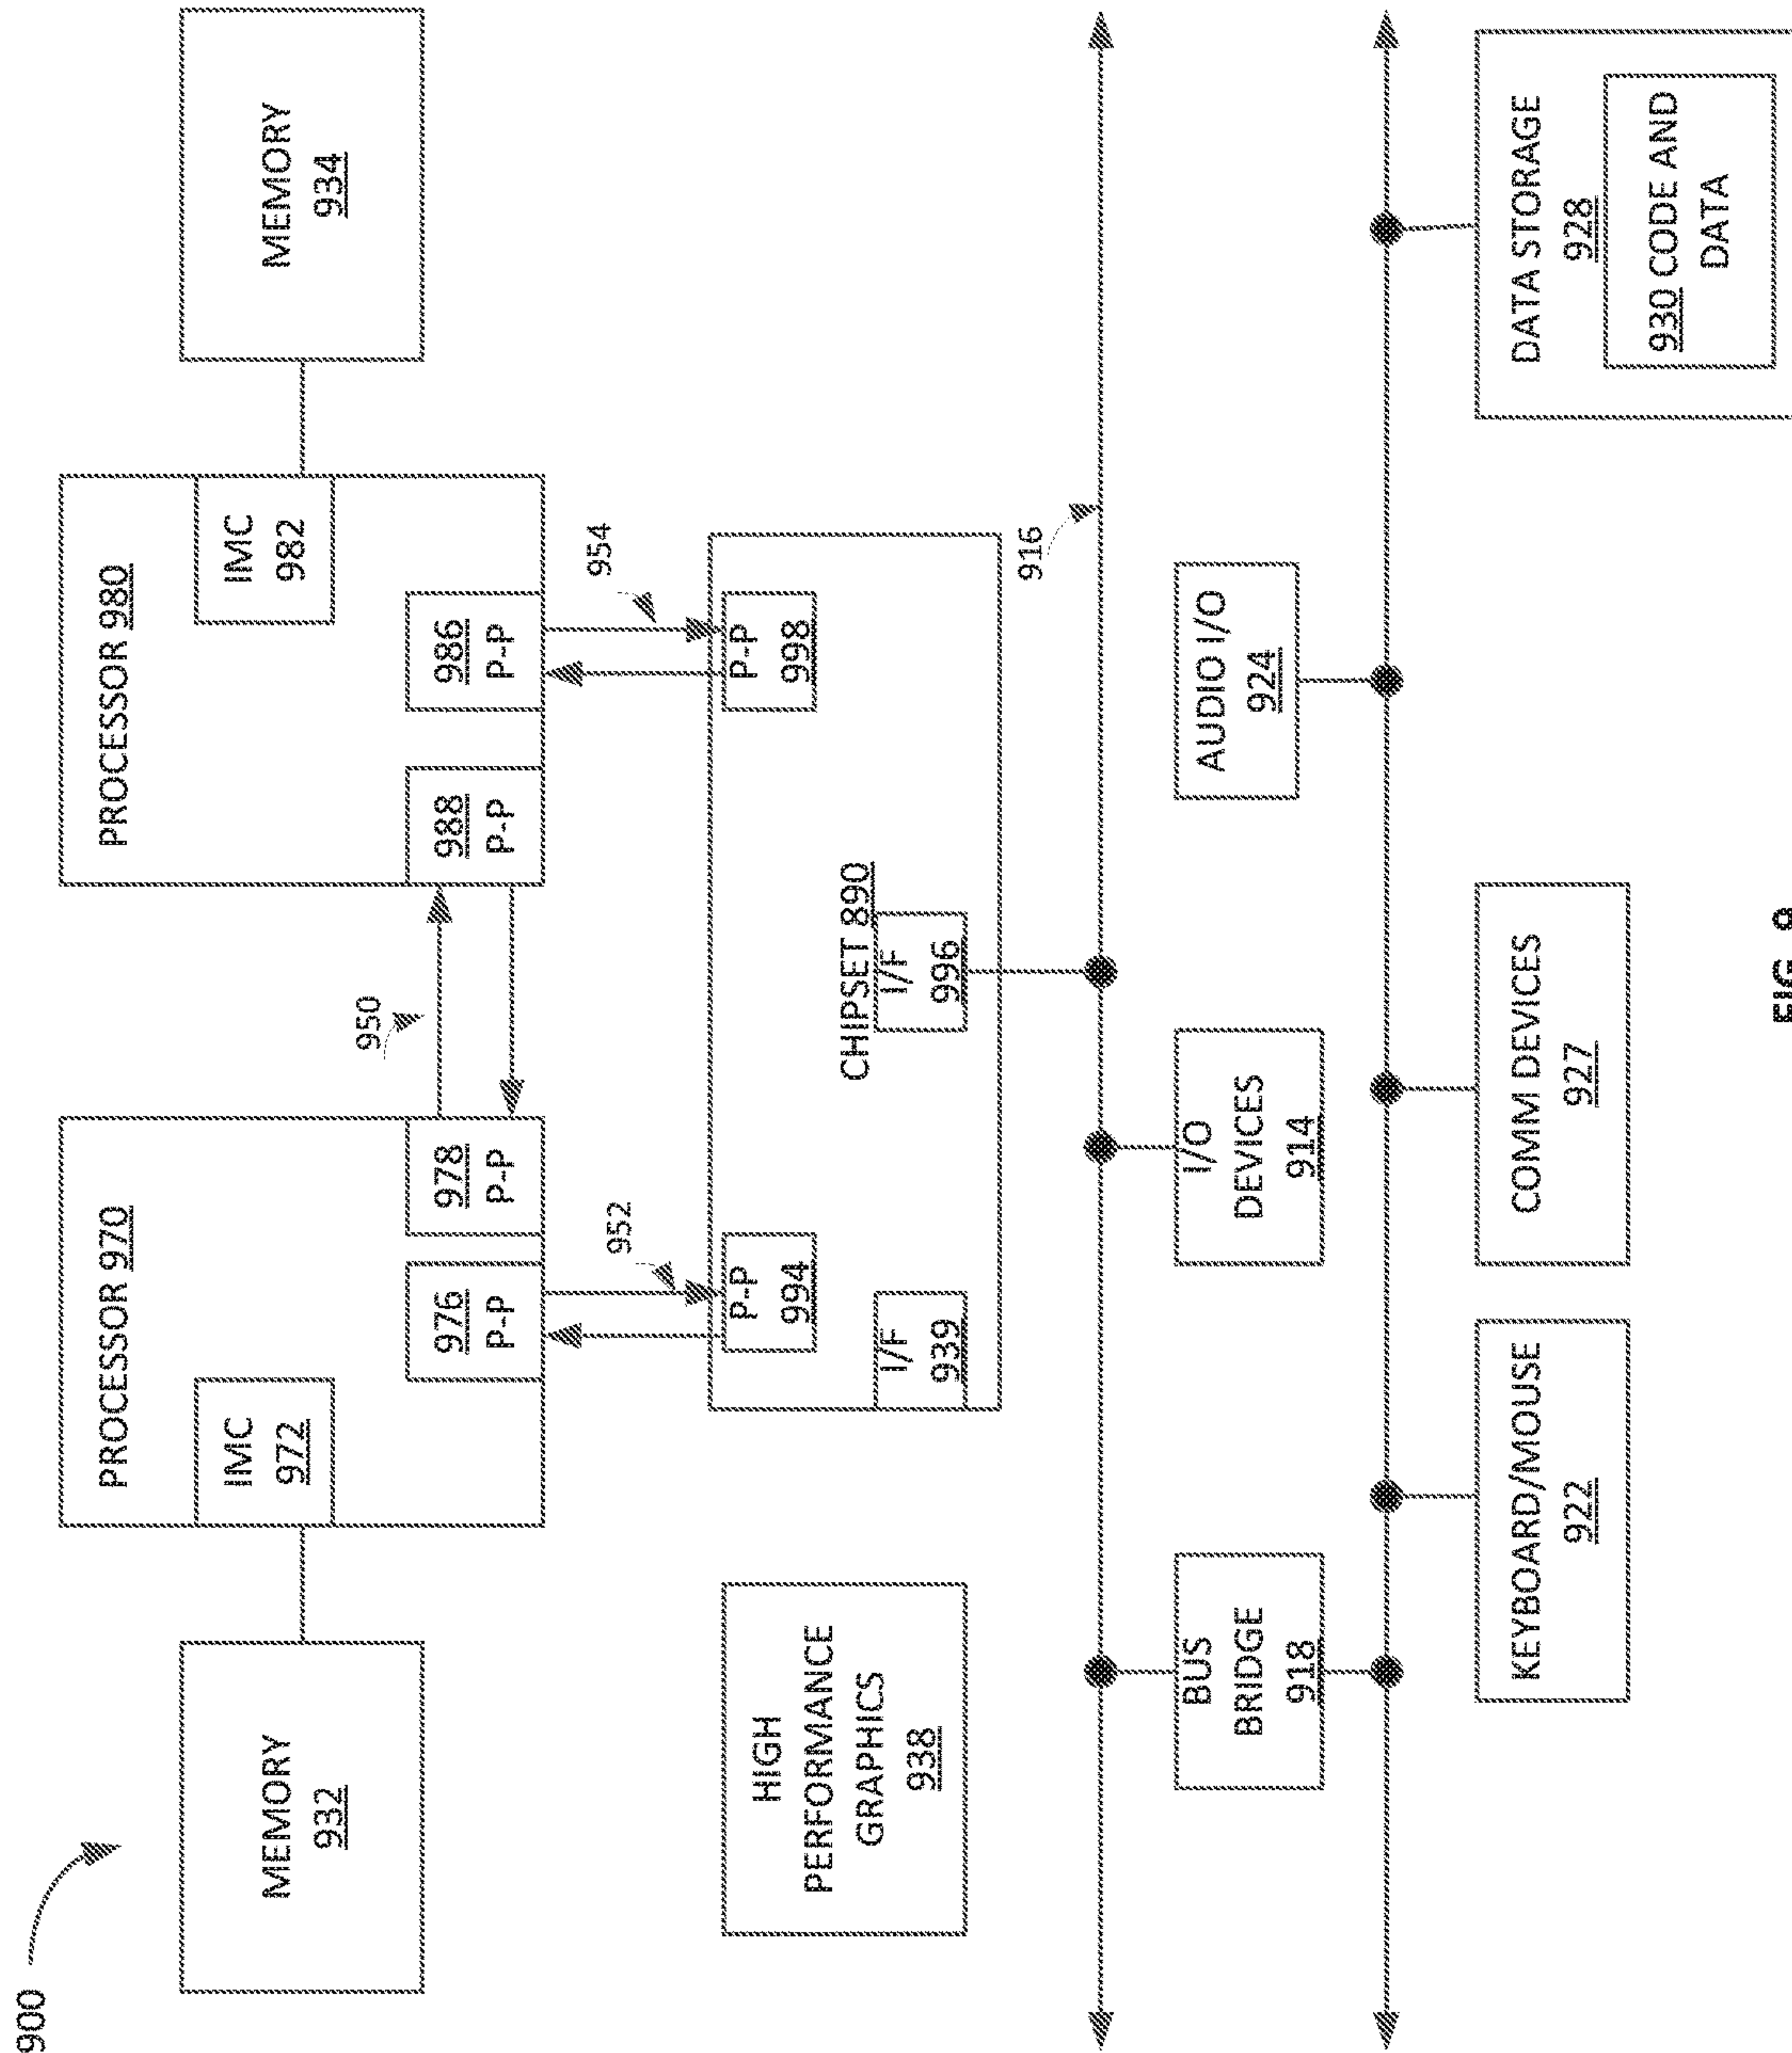 900
PROCESSOR 970
PROCESSOR 980
MEMORY
932
IMC
972
IMC
982
MEMORY
934
950
976
P-P
978
P-P
988
P-P
986
P-P
952
954
HIGH
PERFORMANCE
GRAPHICS
938
P-P
994
P-P
998
CHIPSET 890
I/F
939
I/F
996
916
BUS
BRIDGE
918
I/O
DEVICES
914
AUDIO I/O
924
KEYBOARD/MOUSE
922
COMM DEVICES
927
DATA STORAGE
928
930 CODE AND
DATA
FIG. 9